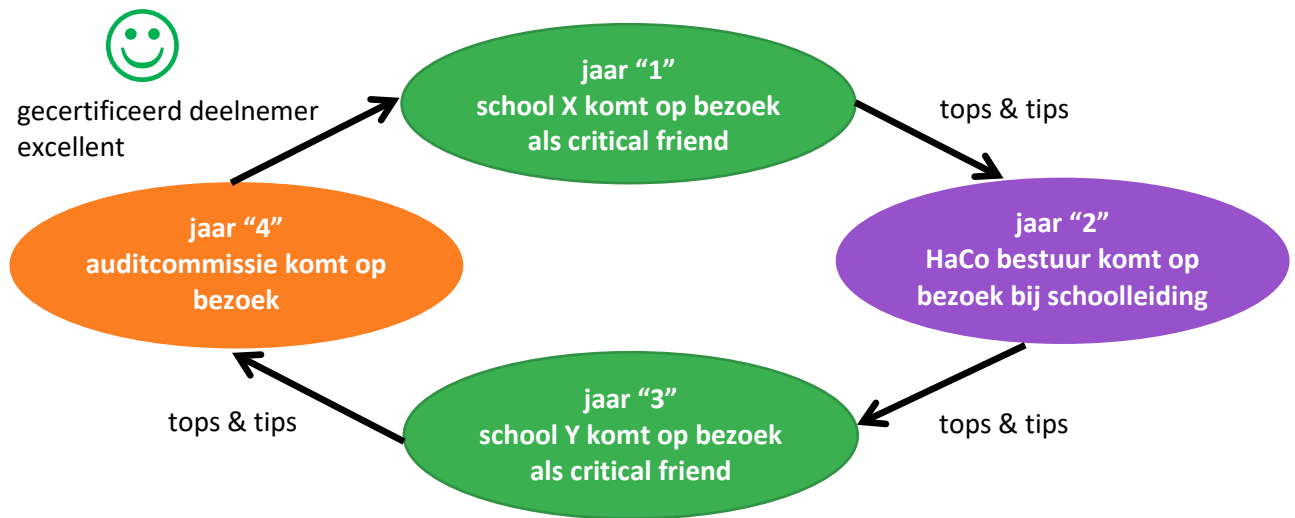 gecertificeerd deelnemer
excellent
jaar “1”
school X komt op bezoek
als critical friend
tops & tips
jaar “2”
HaCo bestuur komt op
bezoek bij schoolleiding
tops & tips
jaar “3”
school Y komt op bezoek
als critical friend
tops & tips
jaar “4”
auditcommissie komt op
bezoek